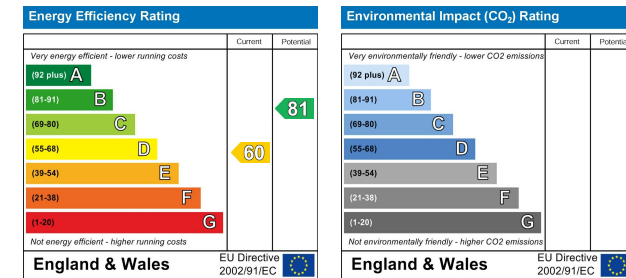 Energy Efficiency Rating
Current Potential
Very energy efficient - lower running costs
(92 plus) A
(81-91) B
(69-80) C
(55-68) D
(39-54) E
(21-38) F
(1-20) G
81
60
Not energy efficient - higher running costs
England & Wales
EU Directive
2002/91/EC
Environmental Impact (CO₂) Rating
Current Potential
Very environmentally friendly - lower CO2 emissions
(92 plus) A
(81-91) B
(69-80) C
(55-68) D
(39-54) E
(21-38) F
(1-20) G
Not environmentally friendly - higher CO2 emissions
England & Wales
EU Directive
2002/91/EC